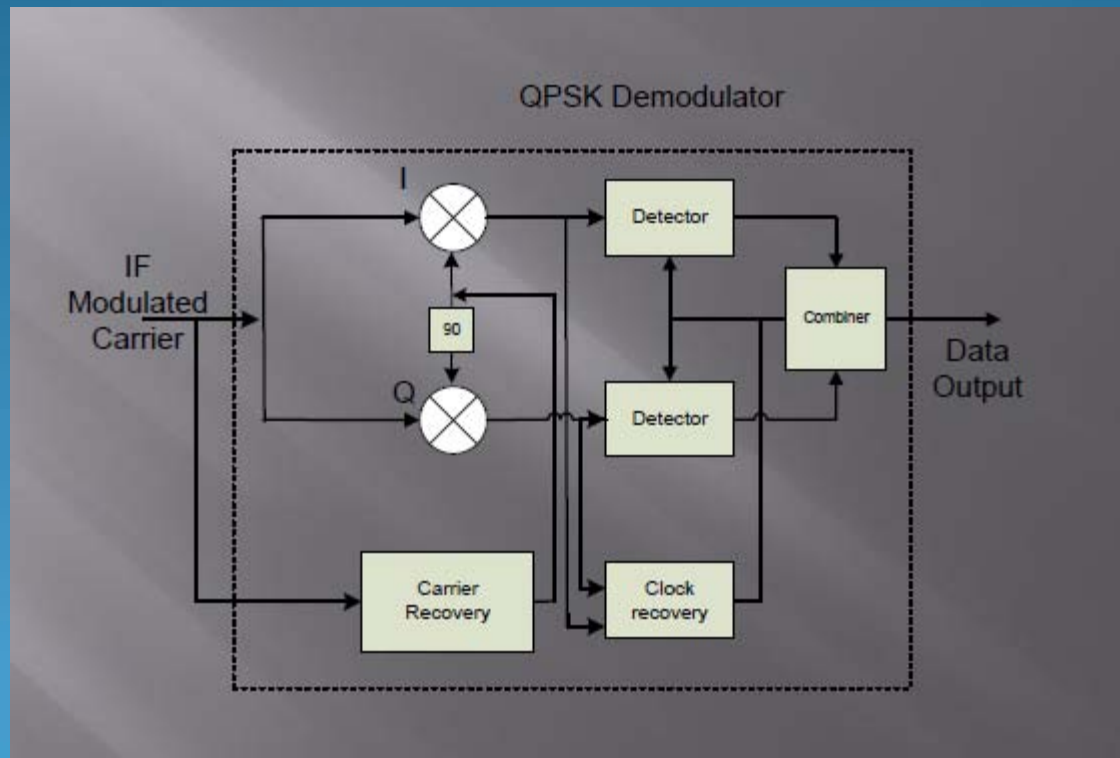 QPSK Demodulator
I
Detector
IF
Modulated
Carrier
90
Combiner
Data
Output
Q
Detector
Carrier
Recovery
Clock
recovery